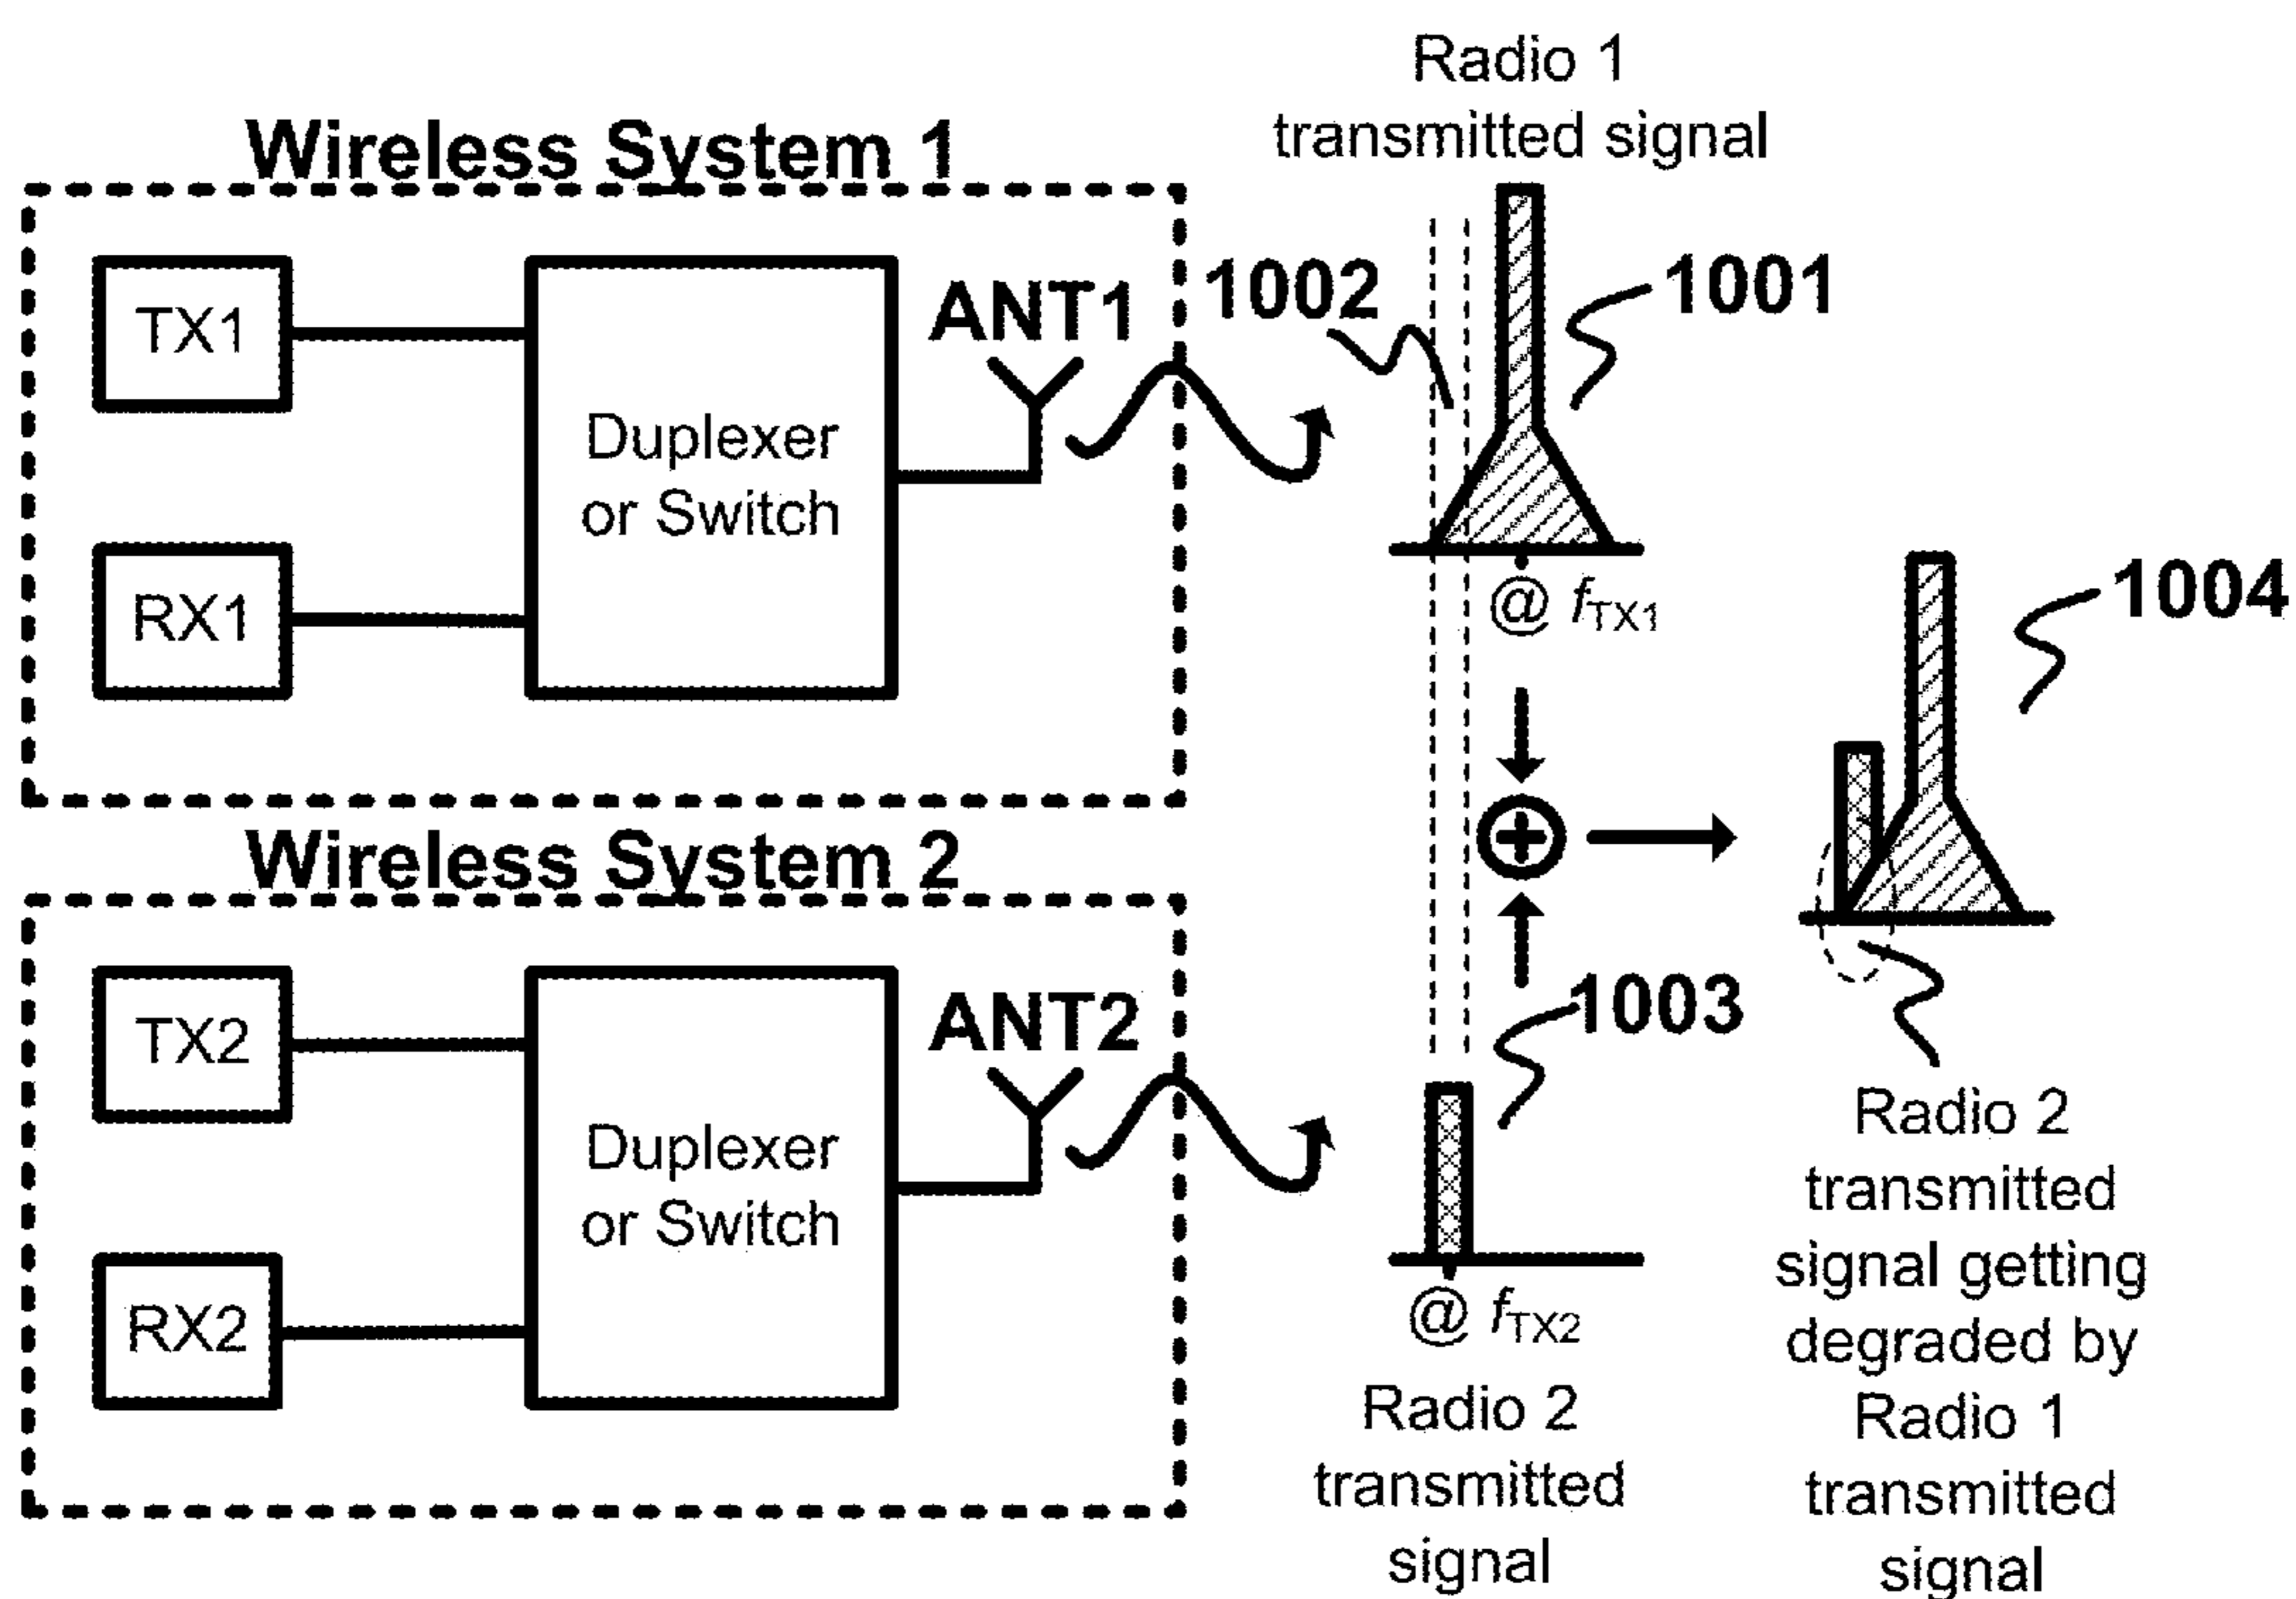 Radio 1
transmitted signal
Wireless System 1
TX1
RX1
Duplexer
or Switch
ANT1
1002
1001
@ fTX1
1004
Wireless System 2
TX2
RX2
Duplexer
or Switch
ANT2
1003
@ fTX2
Radio 2
transmitted
signal
Radio 2
transmitted
signal getting
degraded by
Radio 1
transmitted
signal